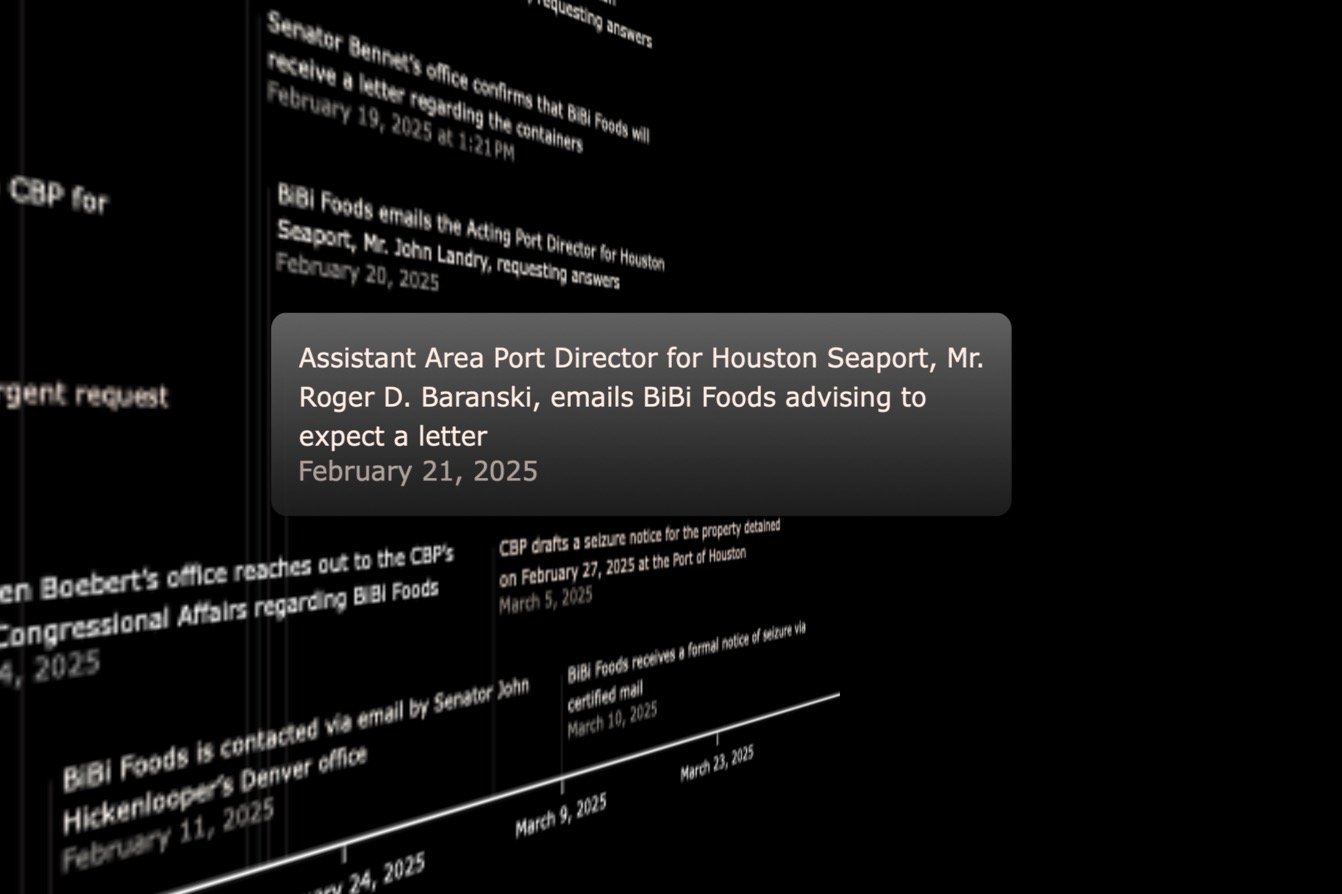 requesting answers
Senator Bennet's office confirms that BiBi Foods will
receive a letter regarding the containers
February 19, 2025 at 1:21PM
CBP for
BiBi Foods emails the Acting Port Director for Houston
Seaport, Mr. John Landry, requesting answers
February 20, 2025
Assistant Area Port Director for Houston Seaport, Mr.
Roger D. Baranski, emails BiBi Foods advising to
expect a letter
February 21, 2025
request
CBP drafts a seizure notice for the property detained
on February 27, 2025 at the Port of Houston
March 5, 2025
Boebert's office reaches out to the CBP's
Congressional Affairs regarding BiBi Foods
4, 2025
BiBi Foods receives a formal notice of seizure via
certified mail
March 10, 2025
BiBi Foods is contacted via email by Senator John
Hickenlooper's Denver office
February 11, 2025
24, 2025
March 9, 2025
March 23, 2025